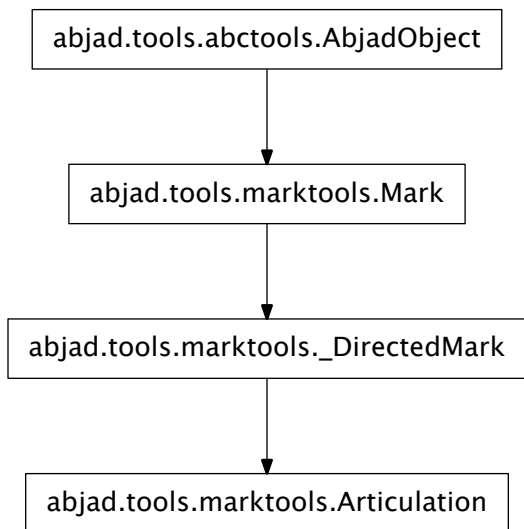 abjad.tools.abctools.AbjadObject
abjad.tools.marktools.Mark
abjad.tools.marktools._DirectedMark
abjad.tools.marktools.Articulation